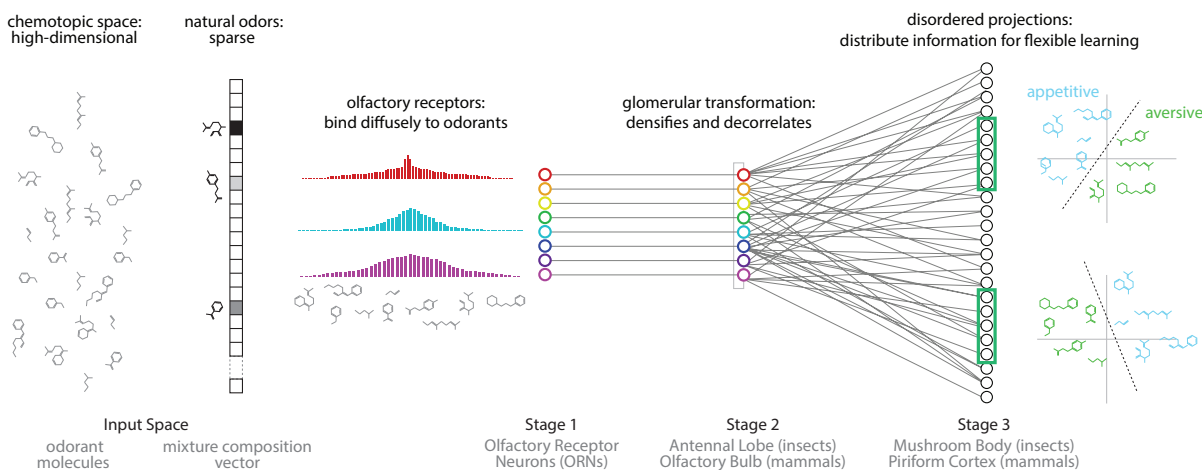 chemotopic space:
high-dimensional
natural odors:
sparse
olfactory receptors:
bind diffusely to odorants
glomerular transformation:
densifies and decorrelates
disordered projections:
distribute information for flexible learning
appetitive
aversive
Input Space
odorant
molecules
mixture composition
vector
Stage 1
Olfactory Receptor
Neurons (ORNs)
Stage 2
Antennal Lobe (insects)
Olfactory Bulb (mammals)
Stage 3
Mushroom Body (insects)
Piriform Cortex (mammals)